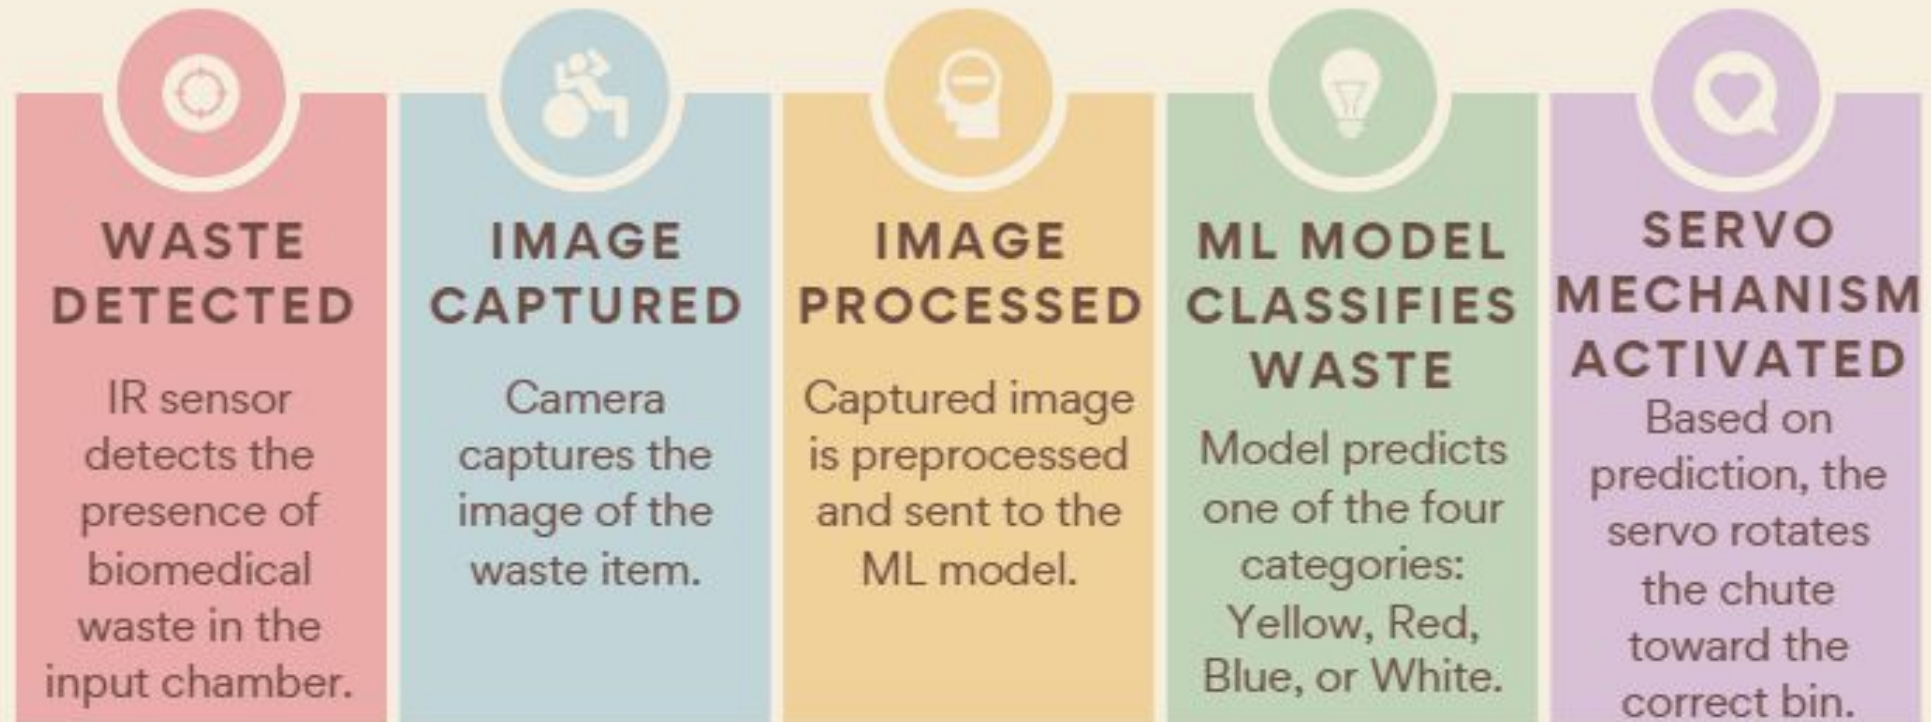 WASTE
DETECTED
IR sensor
detects the
presence of
biomedical
waste in the
input chamber.
IMAGE
CAPTURED
Camera
captures the
image of the
waste item.
IMAGE
PROCESSED
Captured image
is preprocessed
and sent to the
ML model.
ML MODEL
CLASSIFIES
WASTE
Model predicts
one of the four
categories:
Yellow, Red,
Blue, or White.
SERVO
MECHANISM
ACTIVATED
Based on
prediction, the
servo rotates
the chute
toward the
correct bin.